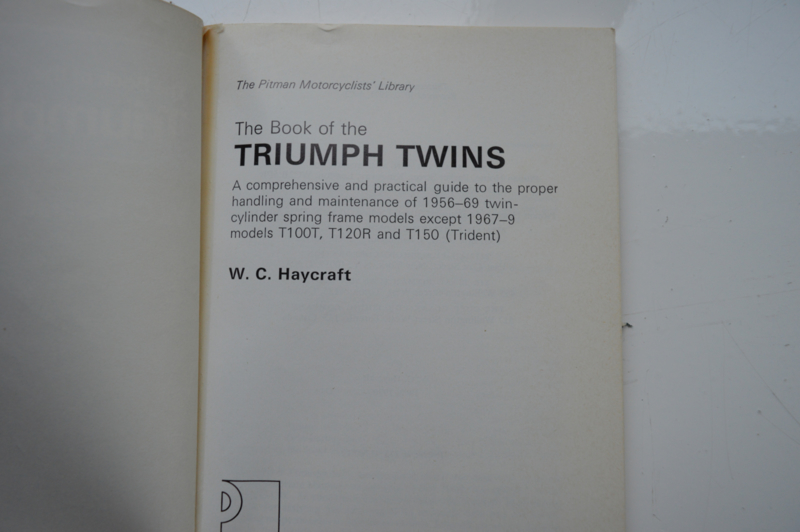 The Pitman Motorcyclists' Library
The Book of the
TRIUMPH TWINS
A comprehensive and practical guide to the proper
handling and maintenance of 1956–69 twin-
cylinder spring frame models except 1967–9
models T100T, T120R and T150 (Trident)
W. C. Haycraft